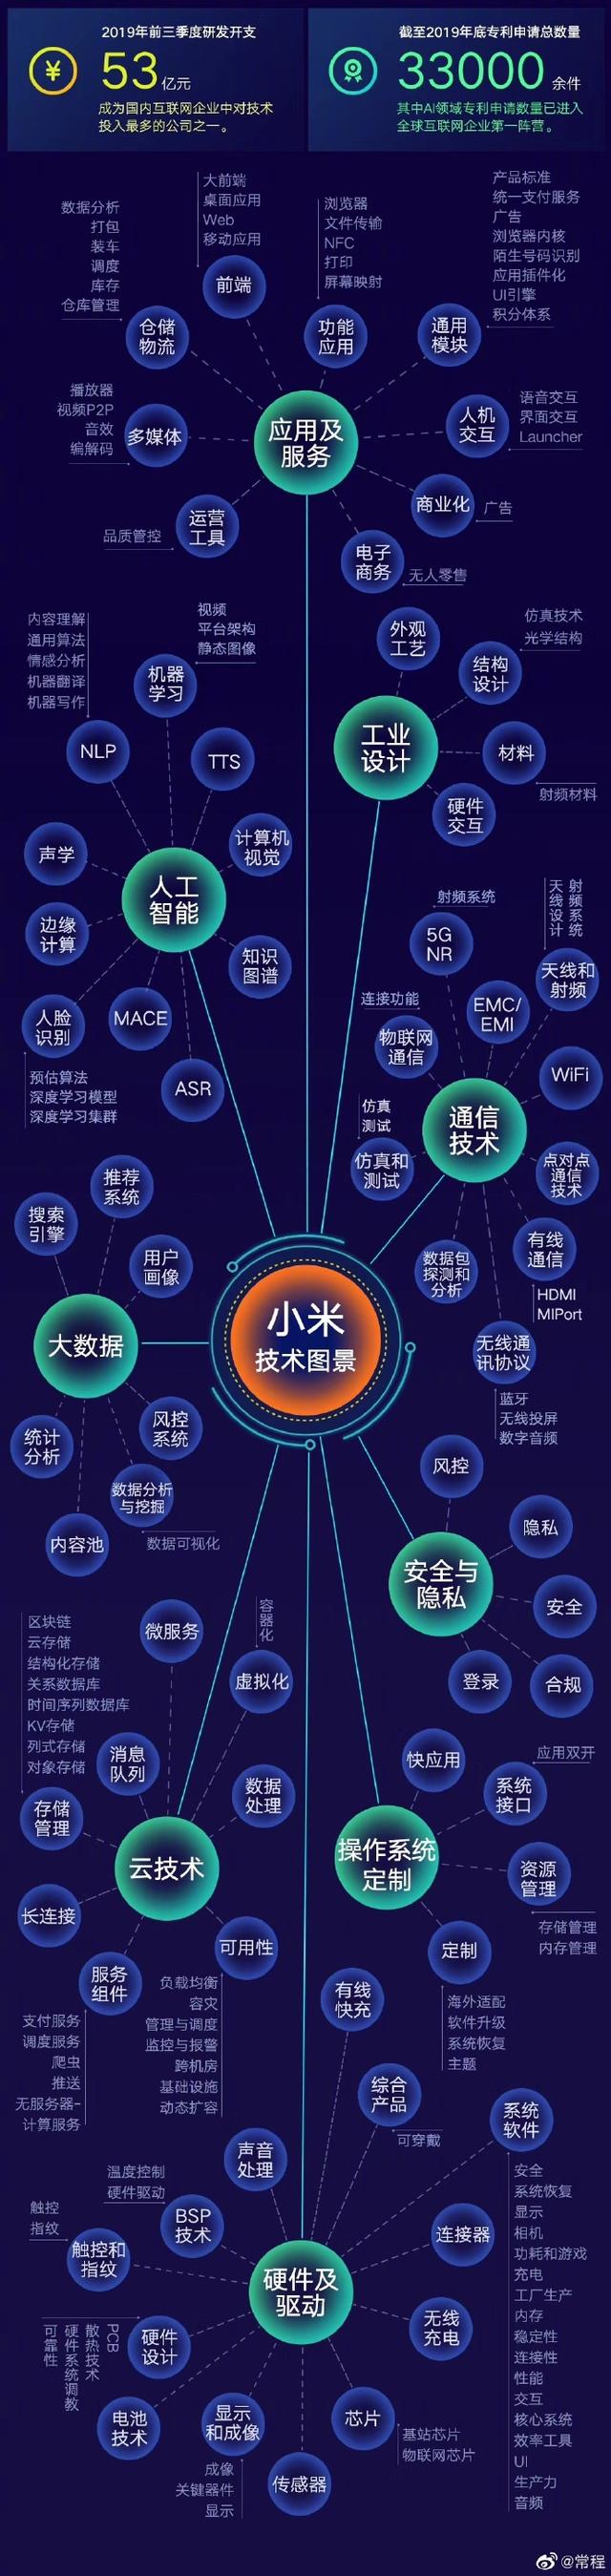 2019年前三季度研发开支
¥
53亿元
成为国内互联网企业中对技术
投入最多的公司之一。
截至2019年底专利申请总数量
33000余件
其中AI领域专利申请数量已进入
全球互联网企业第一阵营。
应用及
服务
仓储
物流
数据分析
打包
装车
调度
库存
仓库管理
前端
大前端
桌面应用
Web
移动应用
功能
应用
浏览器
文件传输
NFC
打印
屏幕映射
通用
模块
产品标准
统一支付服务
广告
浏览器内核
陌生号码识别
应用插件化
UI引擎
积分体系
多媒体
播放器
视频P2P
音效
编解码
人机
交互
语音交互
界面交互
Launcher
运营
工具
品质管控
商业化
广告
电子
商务
无人零售
工业
设计
外观
工艺
结构
设计
仿真技术
光学结构
材料
射频材料
硬件
交互
人工
智能
NLP
内容理解
通用算法
情感分析
机器翻译
机器写作
机器
学习
视频
平台架构
静态图像
TTS
计算机
视觉
声学
边缘
计算
知识
图谱
人脸
识别
预估算法
深度学习模型
深度学习集群
MACE
ASR
通信
技术
5G
NR
射频系统
天线和
射频
射频系统
天线设计
EMC/
EMI
物联网
通信
连接功能
WiFi
仿真和
测试
仿真
测试
点对点
通信
技术
数据包
探测和
分析
有线
通信
HDMI
MIPort
无线通
讯协议
蓝牙
无线投屏
数字音频
小米
技术图景
大数据
推荐
系统
搜索
引擎
用户
画像
风控
系统
统计
分析
数据分析
与挖掘
数据可视化
内容池
安全与
隐私
风控
隐私
安全
登录
合规
云技术
微服务
虚拟化
容器化
消息
队列
数据
处理
存储
管理
区块链
云存储
结构化存储
关系数据库
时间序列数据库
KV存储
列式存储
对象存储
长连接
服务
组件
支付服务
调度服务
爬虫
推送
无服务器-
计算服务
可用性
负载均衡
容灾
管理与调度
监控与报警
跨机房
基础设施
动态扩容
操作系统
定制
快应用
系统
接口
应用双开
资源
管理
存储管理
内存管理
定制
海外适配
软件升级
系统恢复
主题
硬件及
驱动
有线
快充
综合
产品
可穿戴
系统
软件
安全
系统恢复
显示
相机
功耗和游戏
充电
工厂生产
内存
稳定性
连接性
性能
交互
核心系统
效率工具
UI
生产力
音频
声音
处理
BSP
技术
温度控制
硬件驱动
触控和
指纹
触控
指纹
连接器
硬件
设计
PCB
散热技术
硬件系统调教
可靠性
无线
充电
电池
技术
显示
和成像
成像
关键器件
显示
芯片
基站芯片
物联网芯片
传感器
@常程